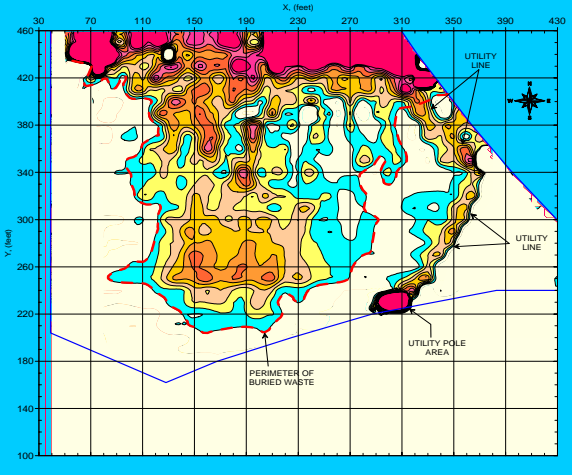 X, (feet)
30 70 110 150 190 230 270 310 350 390 430
460
420
380
340
300
260
220
180
140
100
Y, (feet)
UTILITY
LINE
N
W E
S
UTILITY
LINE
UTILITY POLE
AREA
PERIMETER OF
BURIED WASTE